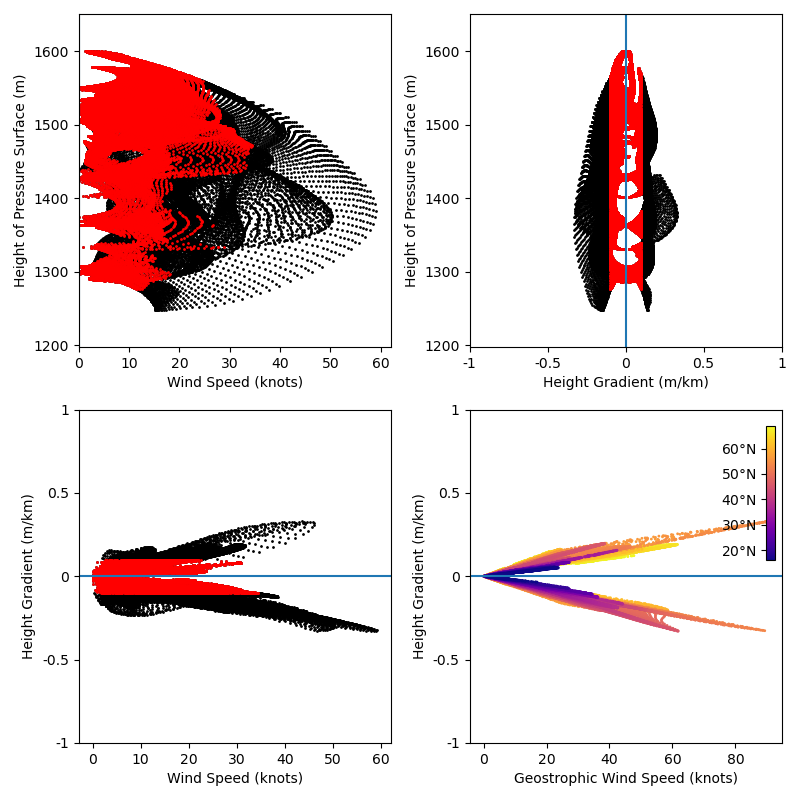 1600
1500
1400
1300
1200
0 10 20 30 40 50 60
Wind Speed (knots)
Height of Pressure Surface (m)
1600
1500
1400
1300
1200
-1 -0.5 0 0.5 1
Height Gradient (m/km)
Height of Pressure Surface (m)
1
0.5
0
-0.5
-1
0 10 20 30 40 50 60
Wind Speed (knots)
Height Gradient (m/km)
1
0.5
0
-0.5
-1
0 20 40 60 80
Geostrophic Wind Speed (knots)
Height Gradient (m/km)
60°N
50°N
40°N
30°N
20°N